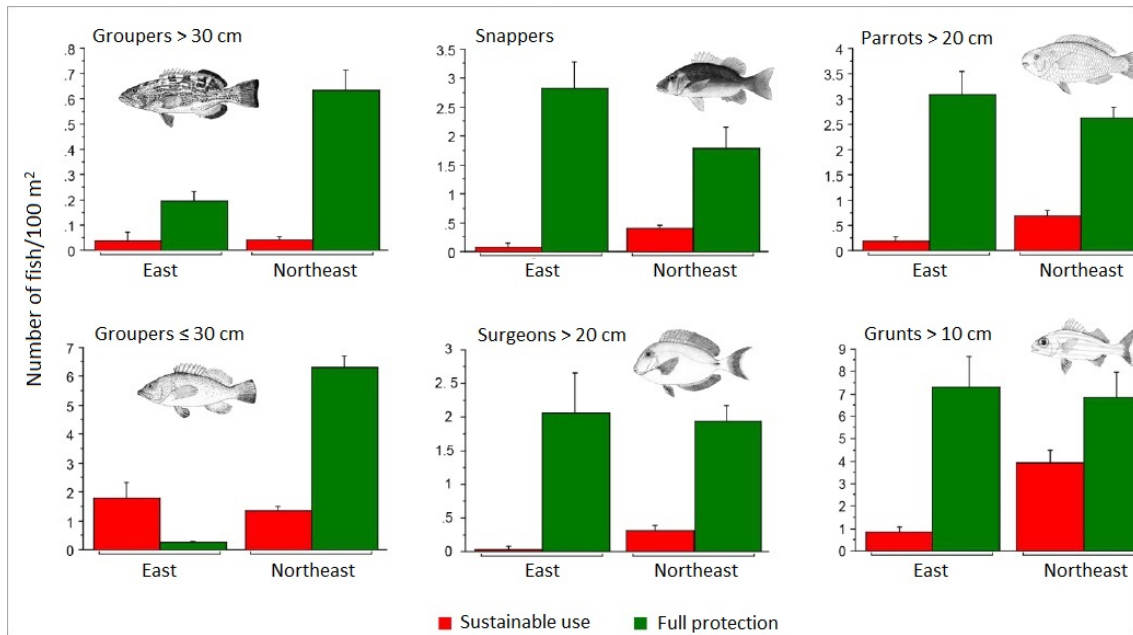 Number of fish/100 m²
Groupers > 30 cm
.8
.7
.6
.5
.4
.3
.2
.1
0
East
Northeast
Snappers
3.5
3
2.5
2
1.5
1
.5
0
East
Northeast
Parrots > 20 cm
4
3.5
3
2.5
2
1.5
1
.5
0
East
Northeast
Groupers ≤ 30 cm
7
6
5
4
3
2
1
0
East
Northeast
Surgeons > 20 cm
3
2.5
2
1.5
1
.5
0
East
Northeast
Grunts > 10 cm
9
8
7
6
5
4
3
2
1
0
East
Northeast
Sustainable use
Full protection